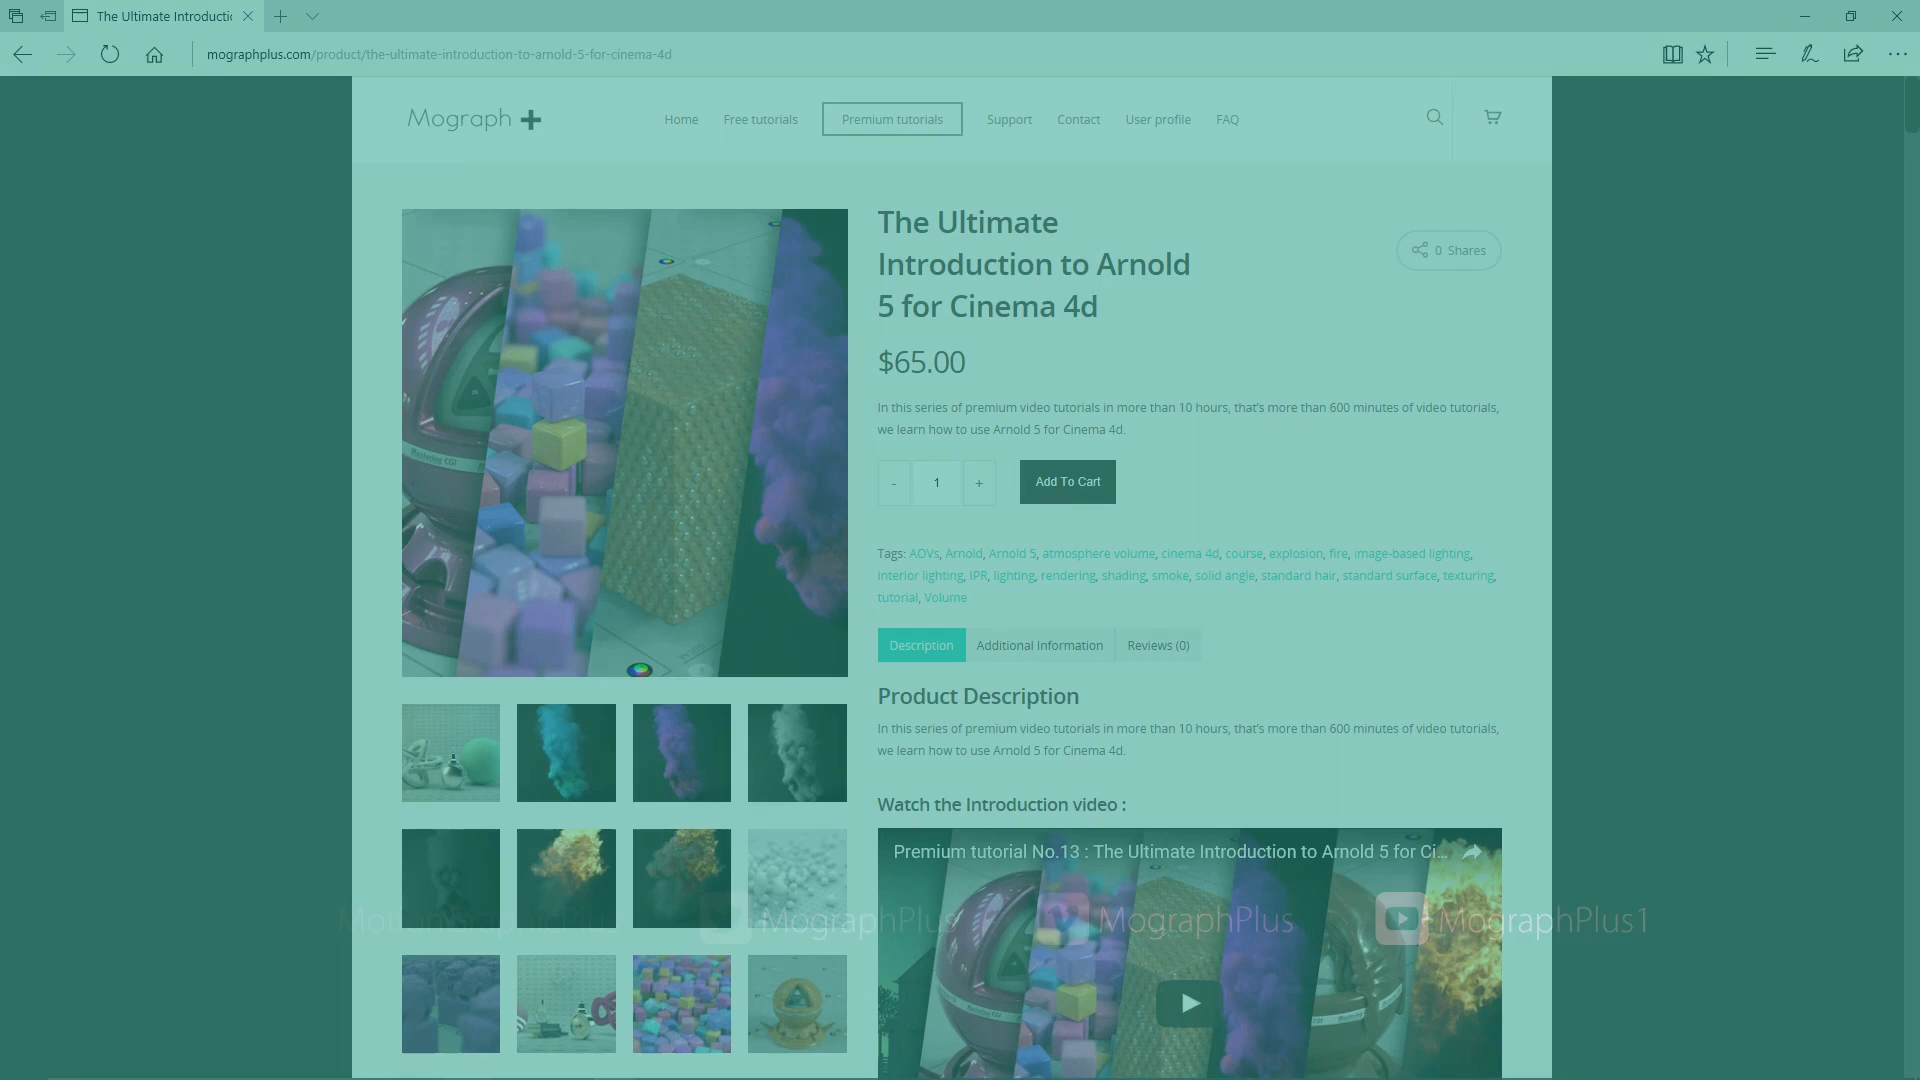 The Ultimate Introductic
mographplus.com/product/the-ultimate-introduction-to-arnold-5-for-cinema-4d
Mograph +
Home Free tutorials Premium tutorials Support Contact User profile FAQ
The Ultimate
Introduction to Arnold
5 for Cinema 4d
0 Shares
$65.00
In this series of premium video tutorials in more than 10 hours, that's more than 600 minutes of video tutorials,
we learn how to use Arnold 5 for Cinema 4d.
- 1 + Add To Cart
Tags: AOVs, Arnold, Arnold 5, atmosphere volume, cinema 4d, course, explosion, fire, image-based lighting,
interior lighting, IPR, lighting, rendering, shading, smoke, solid angle, standard hair, standard surface, texturing,
tutorial, Volume
Description Additional Information Reviews (0)
Product Description
In this series of premium video tutorials in more than 10 hours, that's more than 600 minutes of video tutorials,
we learn how to use Arnold 5 for Cinema 4d.
Watch the Introduction video :
Premium tutorial No.13 : The Ultimate Introduction to Arnold 5 for Ci...
MotionGraphicPlus MographPlus MographPlus MographPlus1
Mastering CGI